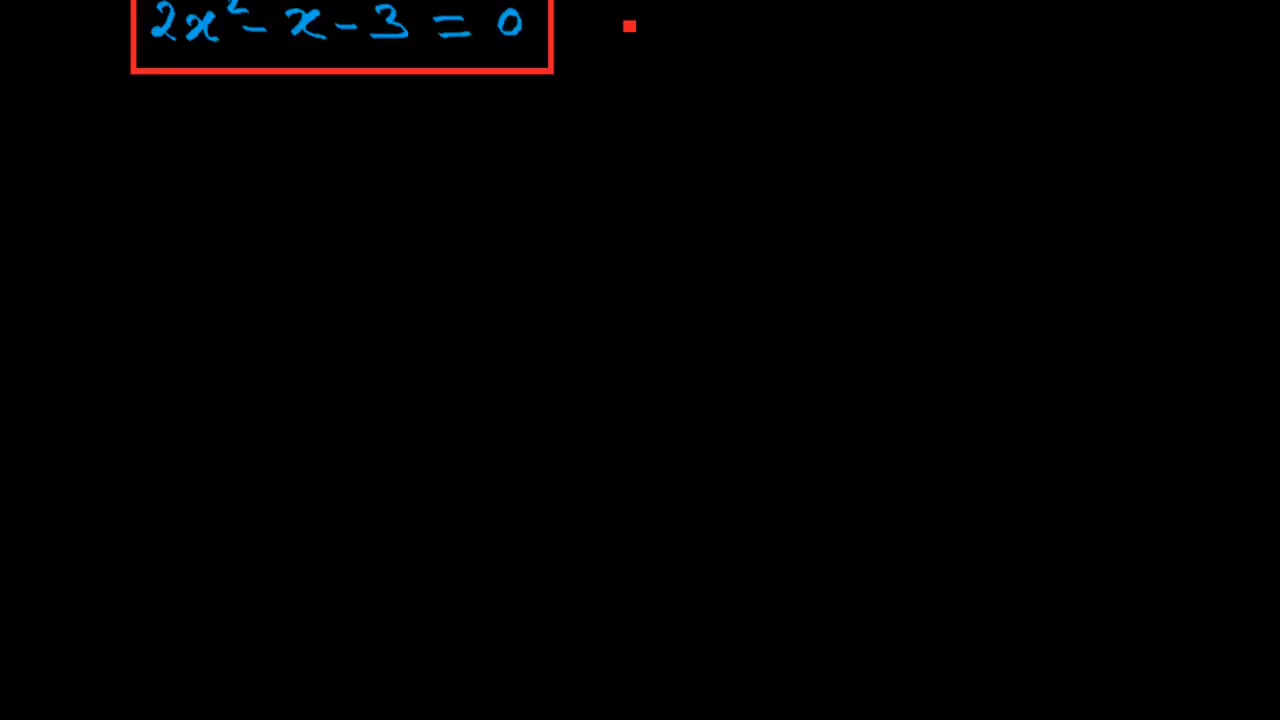 2x² - x - 3 = 0